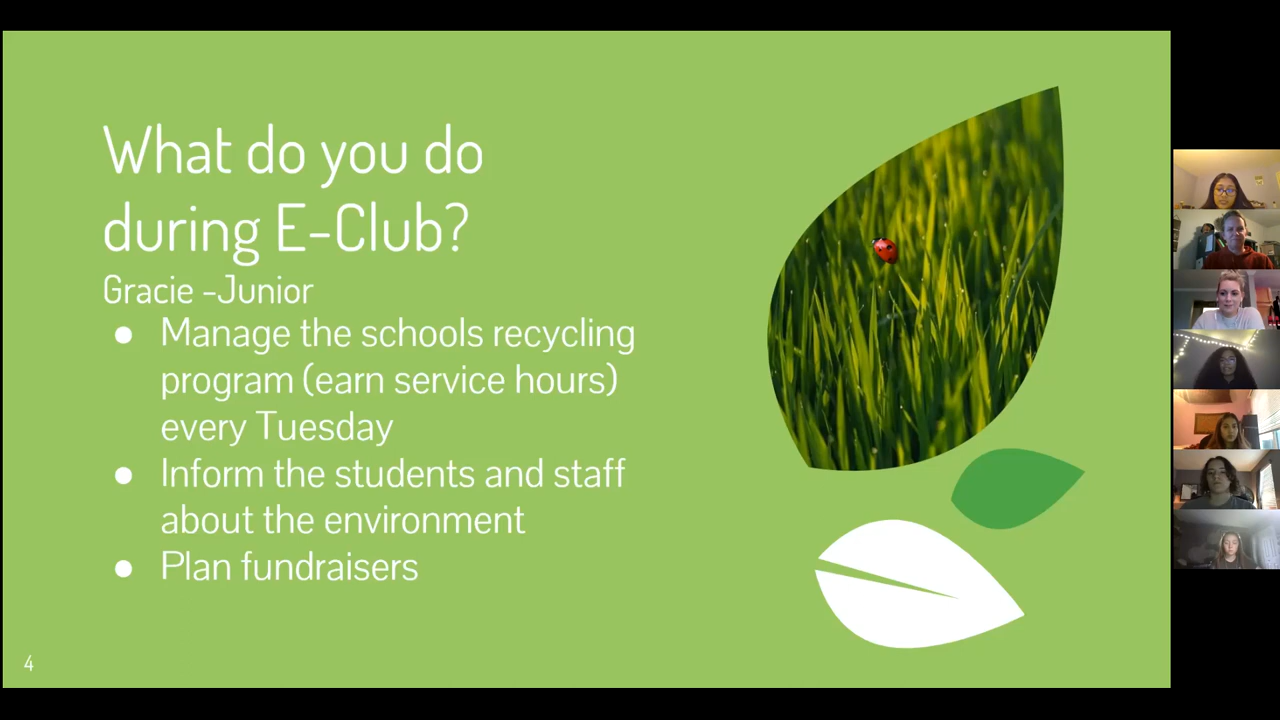 What do you do
during E-Club?
Gracie -Junior
● Manage the schools recycling
program (earn service hours)
every Tuesday
● Inform the students and staff
about the environment
● Plan fundraisers
4